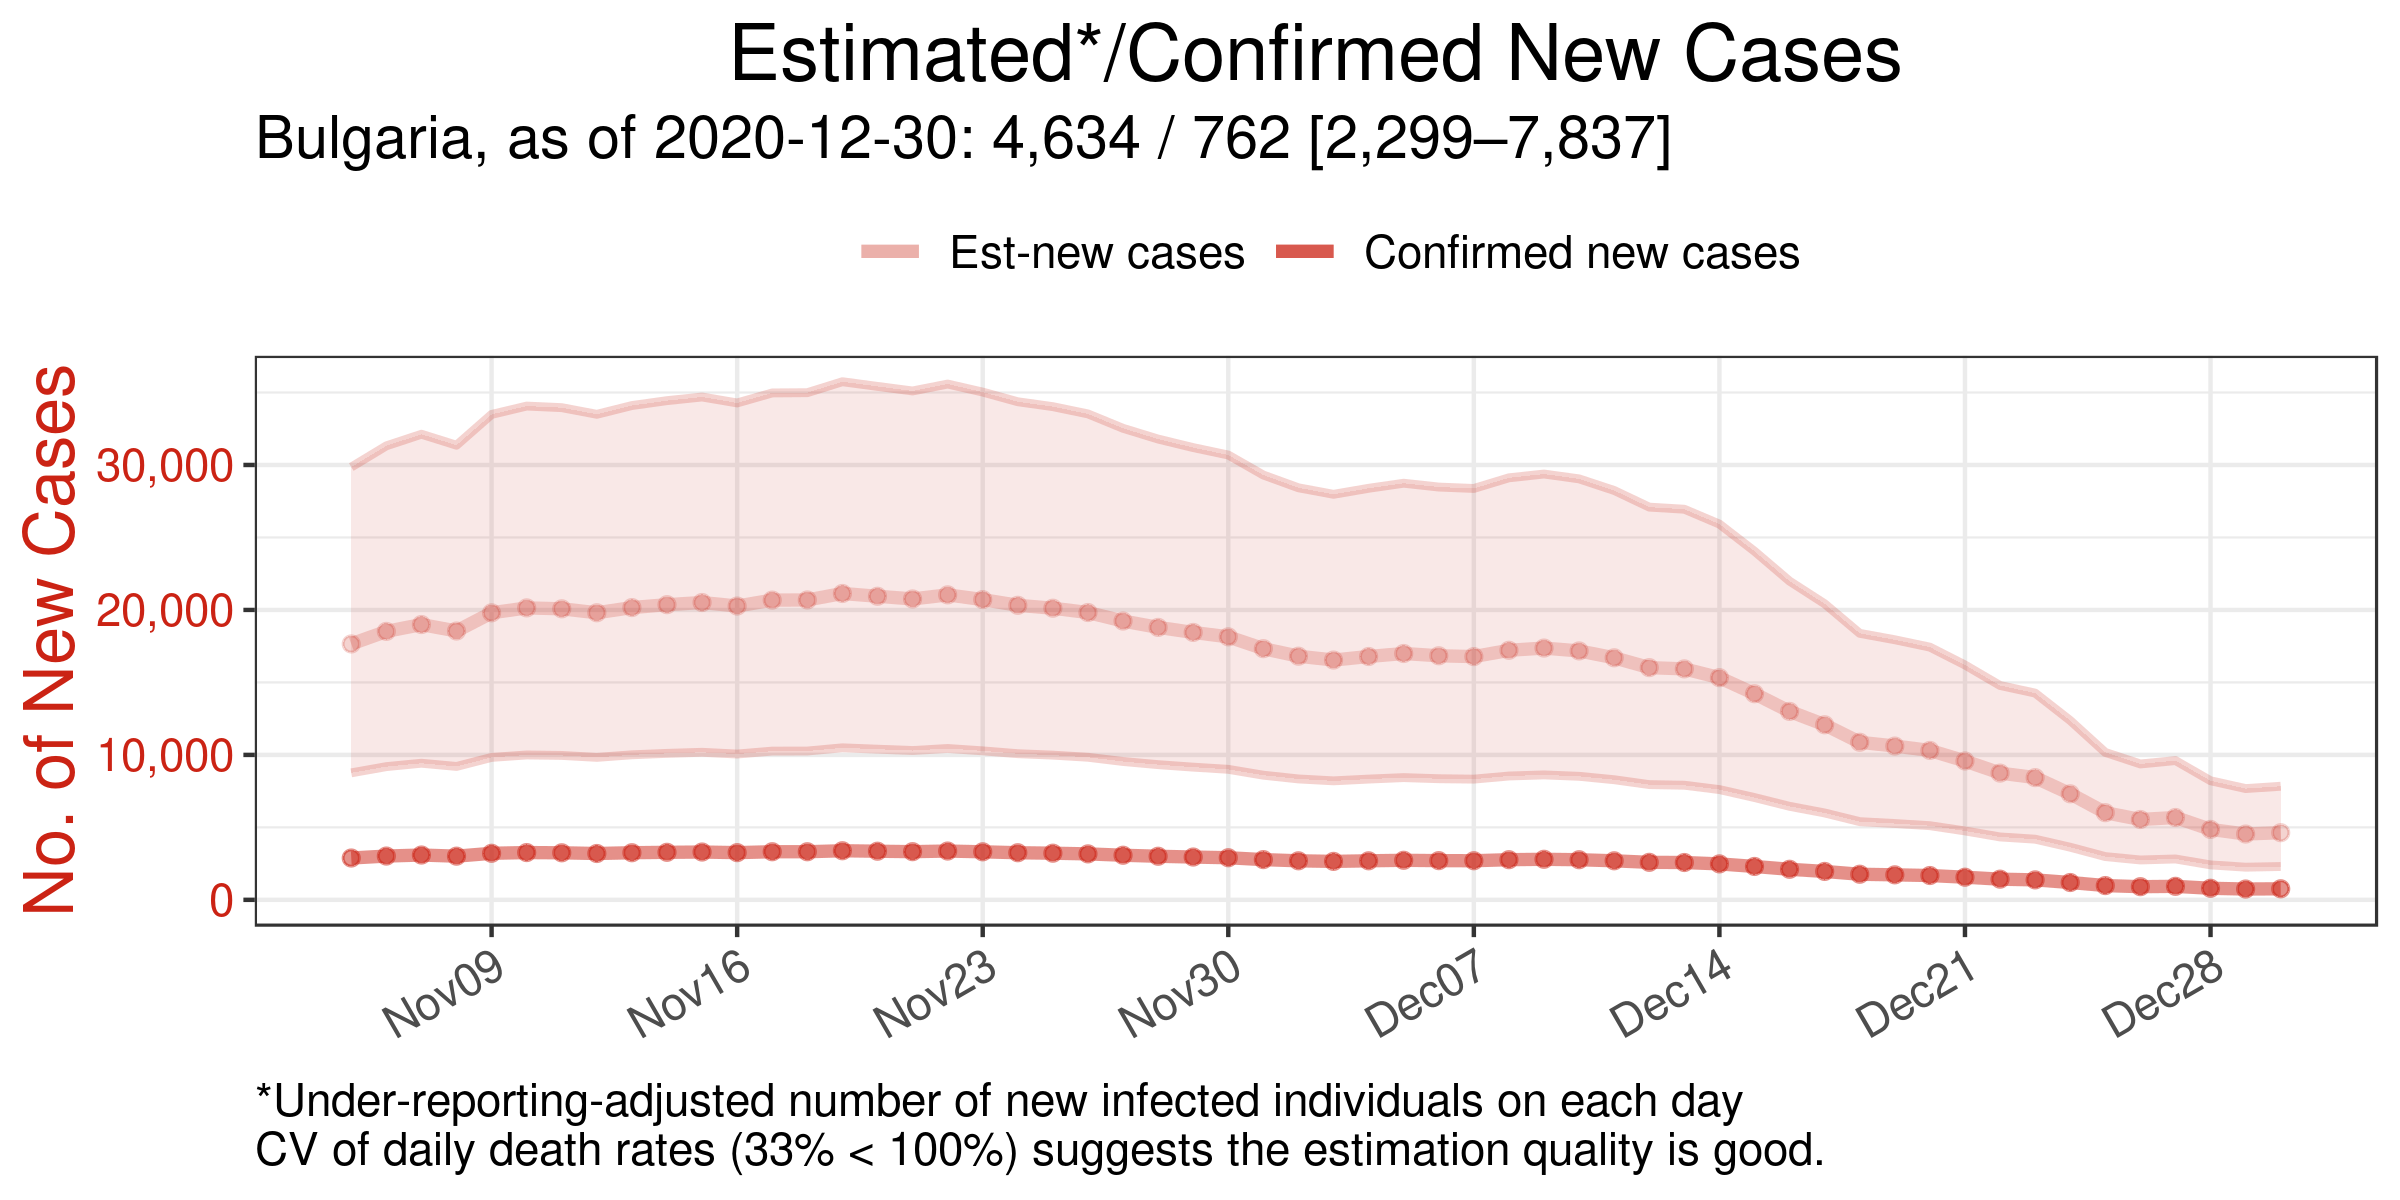 Estimated*/Confirmed New Cases
Bulgaria, as of 2020-12-30: 4,634 / 762 [2,299–7,837]
Est-new cases Confirmed new cases
No. of New Cases
30,000
20,000
10,000
0
Nov09 Nov16 Nov23 Nov30 Dec07 Dec14 Dec21 Dec28
*Under-reporting-adjusted number of new infected individuals on each day
CV of daily death rates (33% < 100%) suggests the estimation quality is good.